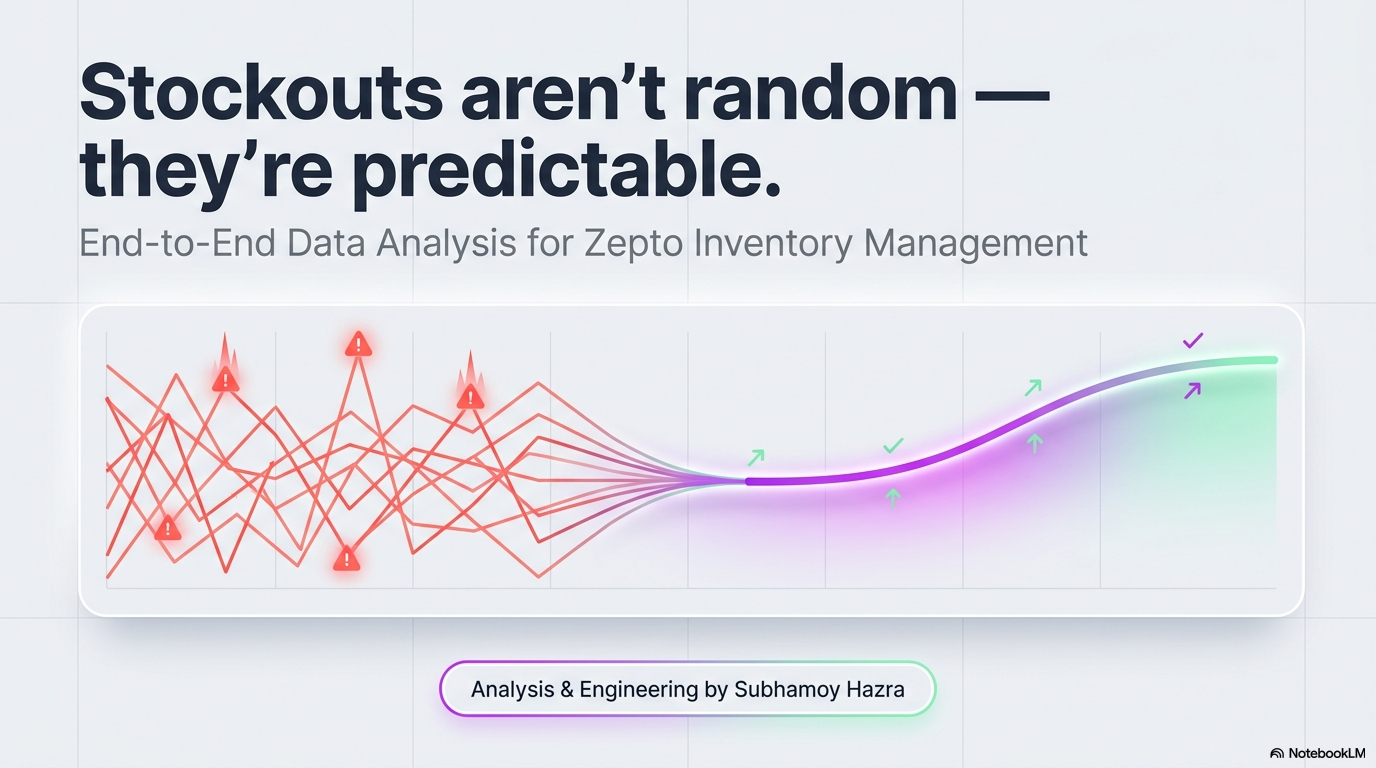 Stockouts aren’t random —
they’re predictable.
End-to-End Data Analysis for Zepto Inventory Management
Analysis & Engineering by Subhamoy Hazra
NotebookLM